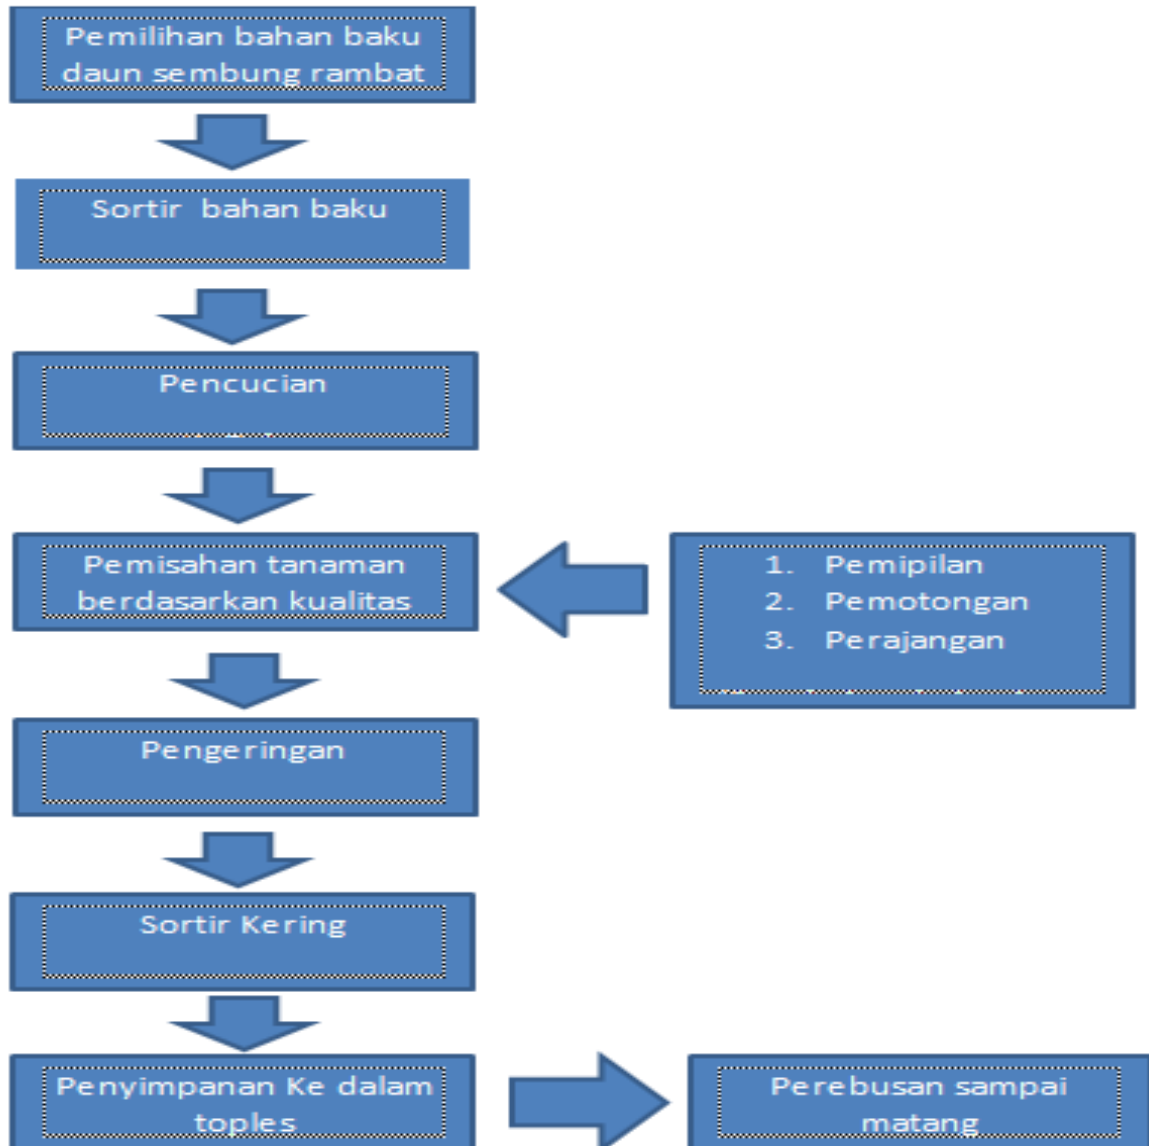 Pemilihan bahan baku
daun sembung rambat
Sortir bahan baku
Pencucian
Pemisahan tanaman
berdasarkan kualitas
1. Pemipilan
2. Pemotongan
3. Perajangan
Pengeringan
Sortir Kering
Penyimpanan Ke dalam
toples
Perebusan sampai
matang